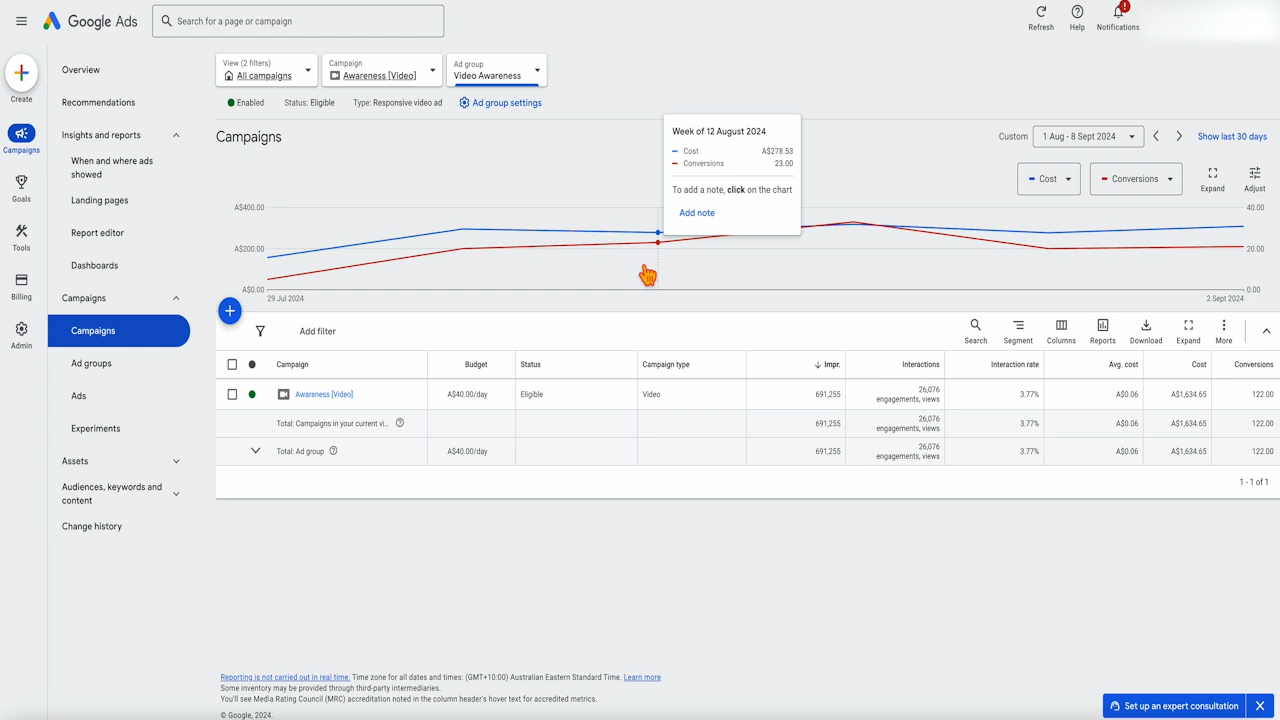 Google Ads
Search for a page or campaign
Refresh
Help
!
Notifications
Create
Campaigns
Goals
Tools
Billing
Admin
Overview
Recommendations
Insights and reports
When and where ads
showed
Landing pages
Report editor
Dashboards
Campaigns
Campaigns
Ad groups
Ads
Experiments
Assets
Audiences, keywords and
content
Change history
View (2 filters)
All campaigns
Campaign
Awareness [Video]
Ad group
Video Awareness
Enabled
Status: Eligible
Type: Responsive video ad
Ad group settings
Campaigns
Custom
1 Aug - 8 Sept 2024
Show last 30 days
Cost
Conversions
Expand
Adjust
Week of 12 August 2024
Cost A$278.53
Conversions 23.00
To add a note, click on the chart
Add note
A$400.00
A$200.00
A$0.00
40.00
20.00
0.00
29 Jul 2024
2 Sept 2024
Add filter
Search
Segment
Columns
Reports
Download
Expand
More
Campaign Budget Status Campaign type Impr. Interactions Interaction rate Avg. cost Cost Conversions
Awareness [Video] A$40.00/day Eligible Video 691,255 26,076 3.77% A$0.06 A$1,634.65 122.00
engagements, views
Total: Campaigns in your current vi... 691,255 26,076 3.77% A$0.06 A$1,634.65 122.00
engagements, views
Total: Ad group A$40.00/day 691,255 26,076 3.77% A$0.06 A$1,634.65 122.00
engagements, views
1 - 1 of 1
Reporting is not carried out in real time. Time zone for all dates and times: (GMT+10:00) Australian Eastern Standard Time. Learn more
Some inventory may be provided through third-party intermediaries.
You'll see Media Rating Council (MRC) accreditation noted in the column header's hover text for accredited metrics.
© Google, 2024.
Set up an expert consultation